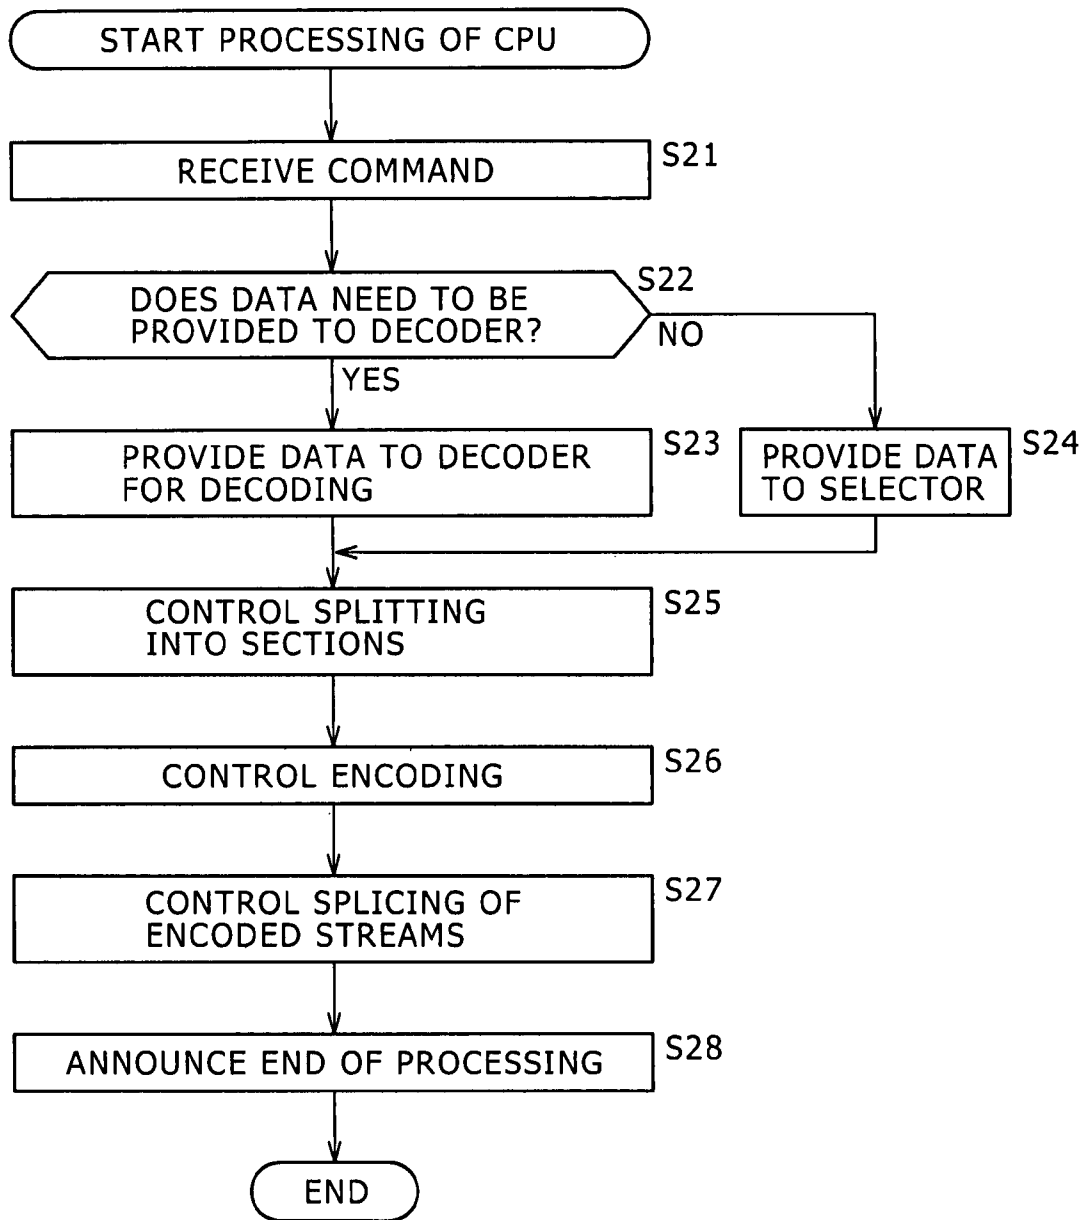 START PROCESSING OF CPU
RECEIVE COMMAND
S21
DOES DATA NEED TO BE
PROVIDED TO DECODER?
S22
NO
YES
PROVIDE DATA TO DECODER
FOR DECODING
S23
PROVIDE DATA
TO SELECTOR
S24
CONTROL SPLITTING
INTO SECTIONS
S25
CONTROL ENCODING
S26
CONTROL SPLICING OF
ENCODED STREAMS
S27
ANNOUNCE END OF PROCESSING
S28
END